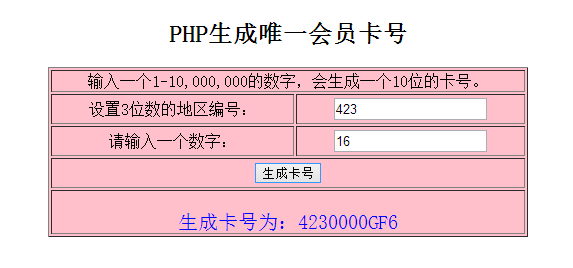 PHP生成唯一会员卡号
输入一个1-10,000,000的数字，会生成一个10位的卡号。
设置3位数的地区编号： 423
请输入一个数字： 16
生成卡号
生成卡号为：4230000GF6